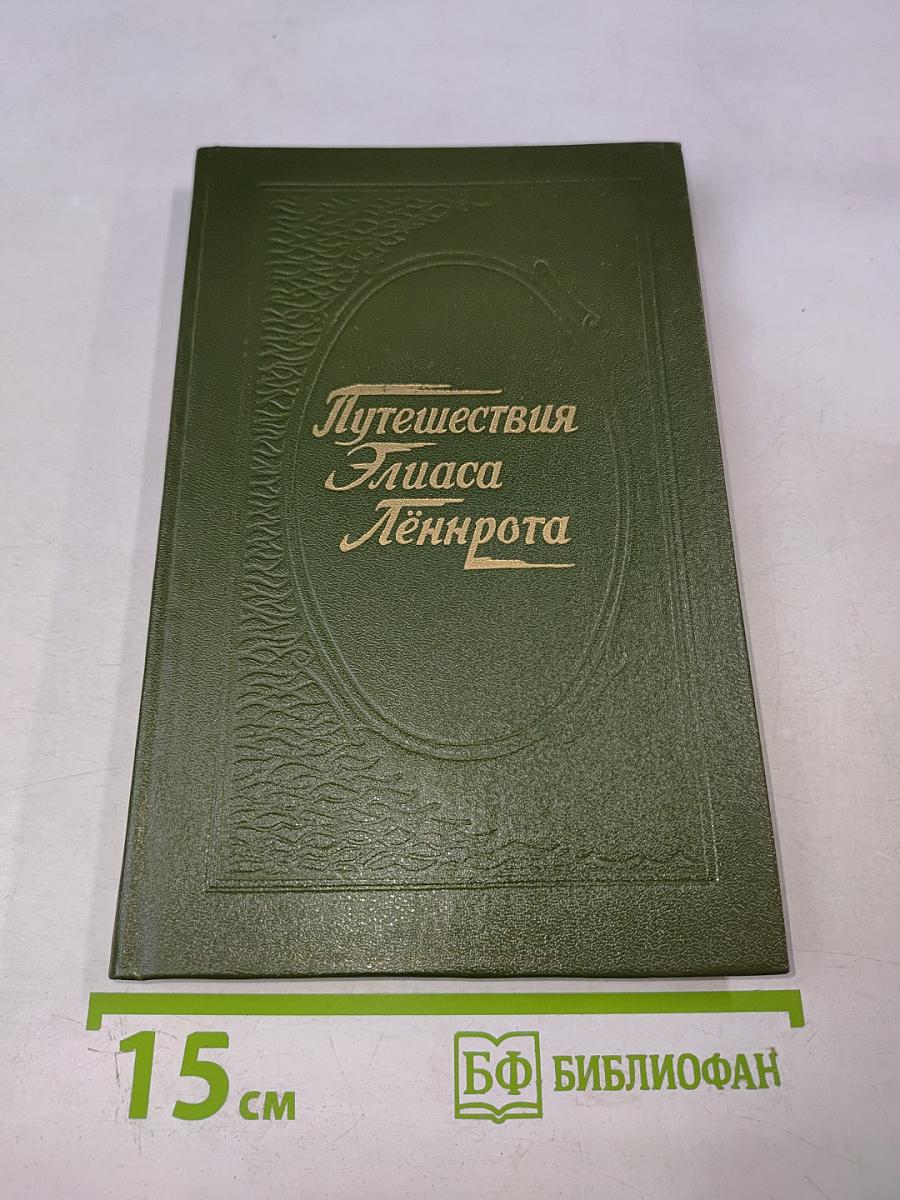 Путешествия
Элиаса
Лённрота
15 см
БФ БИБЛИОФАН